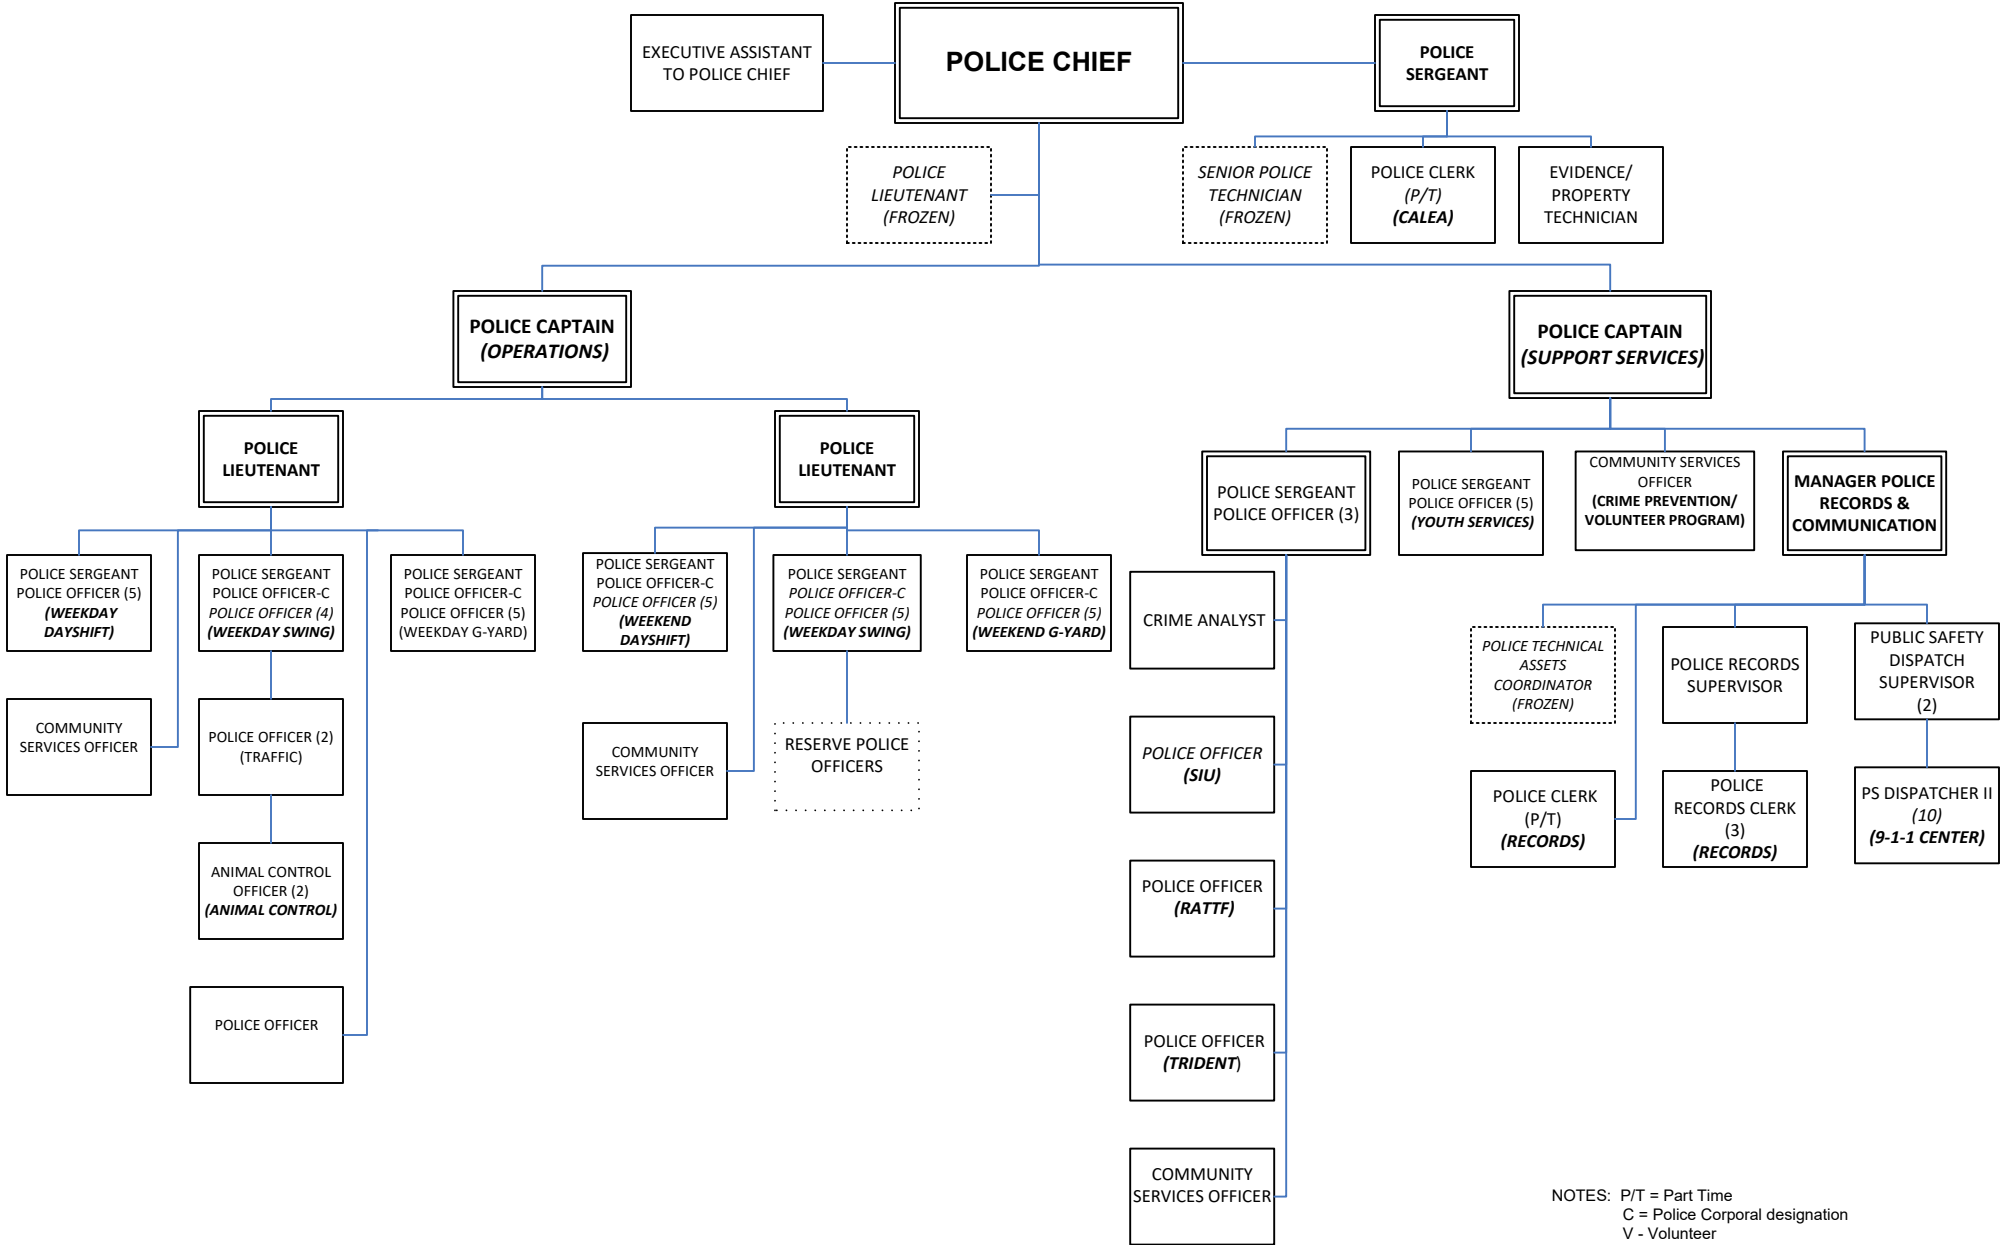 EXECUTIVE ASSISTANT
TO POLICE CHIEF
POLICE CHIEF
POLICE
SERGEANT
POLICE
LIEUTENANT
(FROZEN)
SENIOR POLICE
TECHNICIAN
(FROZEN)
POLICE CLERK
(P/T)
(CALEA)
EVIDENCE/
PROPERTY
TECHNICIAN
POLICE CAPTAIN
(OPERATIONS)
POLICE CAPTAIN
(SUPPORT SERVICES)
POLICE
LIEUTENANT
POLICE
LIEUTENANT
POLICE SERGEANT
POLICE OFFICER (3)
POLICE SERGEANT
POLICE OFFICER (5)
(YOUTH SERVICES)
COMMUNITY SERVICES
OFFICER
(CRIME PREVENTION/
VOLUNTEER PROGRAM)
MANAGER POLICE
RECORDS &
COMMUNICATION
POLICE SERGEANT
POLICE OFFICER (5)
(WEEKDAY
DAYSHIFT)
POLICE SERGEANT
POLICE OFFICER-C
POLICE OFFICER (4)
(WEEKDAY SWING)
POLICE SERGEANT
POLICE OFFICER-C
POLICE OFFICER (5)
(WEEKDAY G-YARD)
POLICE SERGEANT
POLICE OFFICER-C
POLICE OFFICER (5)
(WEEKEND
DAYSHIFT)
POLICE SERGEANT
POLICE OFFICER-C
POLICE OFFICER (5)
(WEEKDAY SWING)
POLICE SERGEANT
POLICE OFFICER-C
POLICE OFFICER (5)
(WEEKEND G-YARD)
COMMUNITY
SERVICES OFFICER
POLICE OFFICER (2)
(TRAFFIC)
ANIMAL CONTROL
OFFICER (2)
(ANIMAL CONTROL)
POLICE OFFICER
COMMUNITY
SERVICES OFFICER
RESERVE POLICE
OFFICERS
CRIME ANALYST
POLICE OFFICER
(SIU)
POLICE OFFICER
(RATTF)
POLICE OFFICER
(TRIDENT)
COMMUNITY
SERVICES OFFICER
POLICE TECHNICAL
ASSETS
COORDINATOR
(FROZEN)
POLICE RECORDS
SUPERVISOR
PUBLIC SAFETY
DISPATCH
SUPERVISOR
(2)
POLICE CLERK
(P/T)
(RECORDS)
POLICE
RECORDS CLERK
(3)
(RECORDS)
PS DISPATCHER II
(10)
(9-1-1 CENTER)
NOTES: P/T = Part Time
C = Police Corporal designation
V - Volunteer